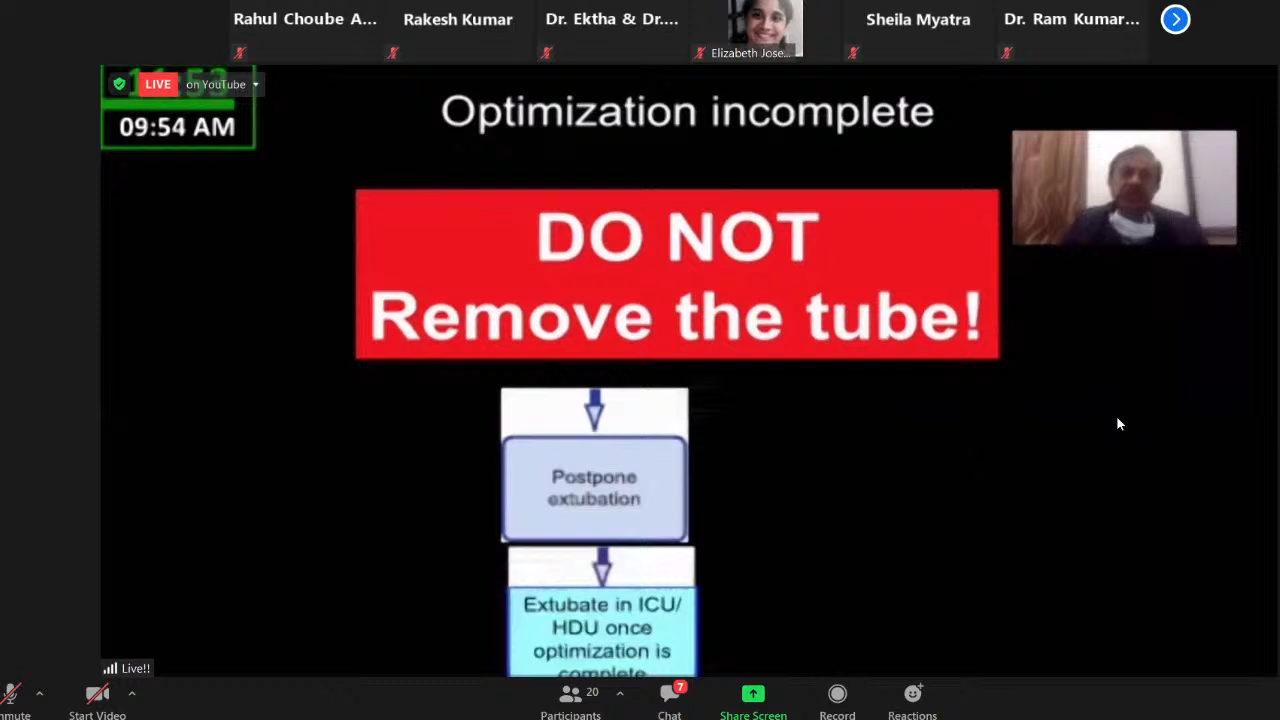 Rahul Choube A...
Rakesh Kumar
Dr. Ektha & Dr....
Elizabeth Jose...
Sheila Myatra
Dr. Ram Kumar...
LIVE on YouTube
09:54 AM
Optimization incomplete
DO NOT
Remove the tube!
Postpone
extubation
Extubate in ICU/
HDU once
optimization is
complete
Live!!
nmute
Start Video
Participants
20
Chat
7
Share Screen
Record
Reactions